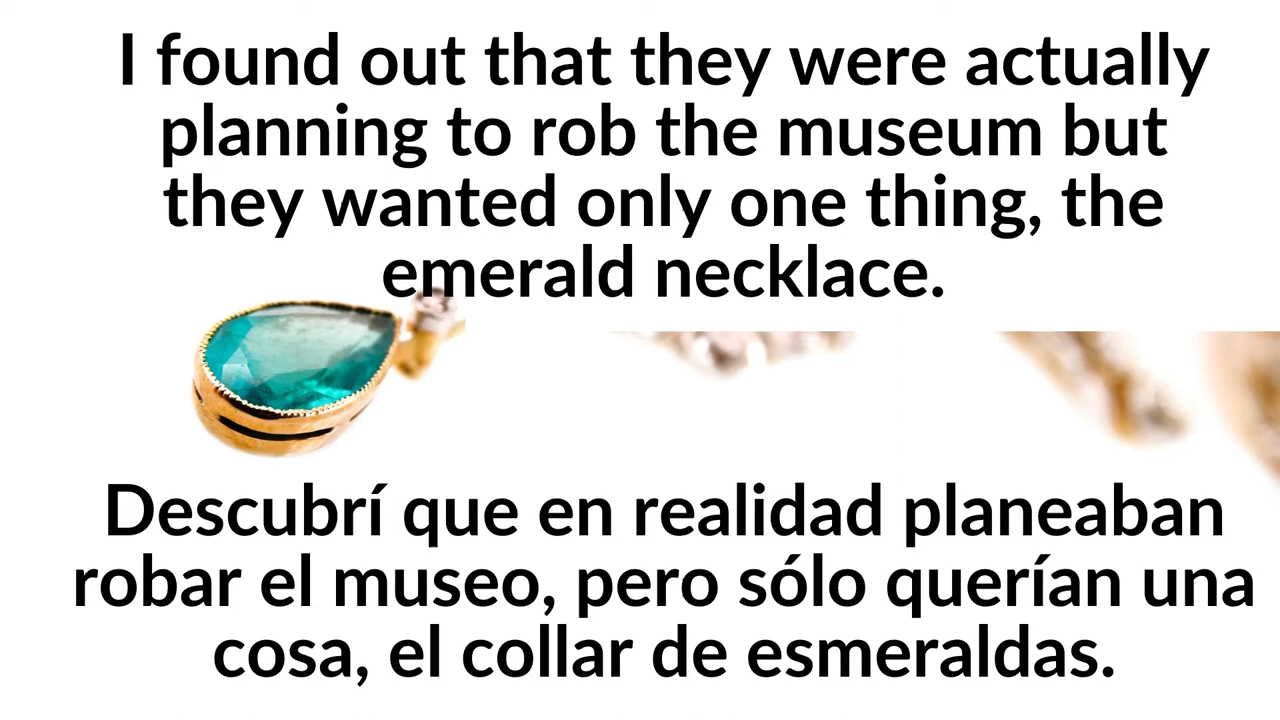 I found out that they were actually
planning to rob the museum but
they wanted only one thing, the
emerald necklace.
Descubrí que en realidad planeaban
robar el museo, pero sólo querían una
cosa, el collar de esmeraldas.